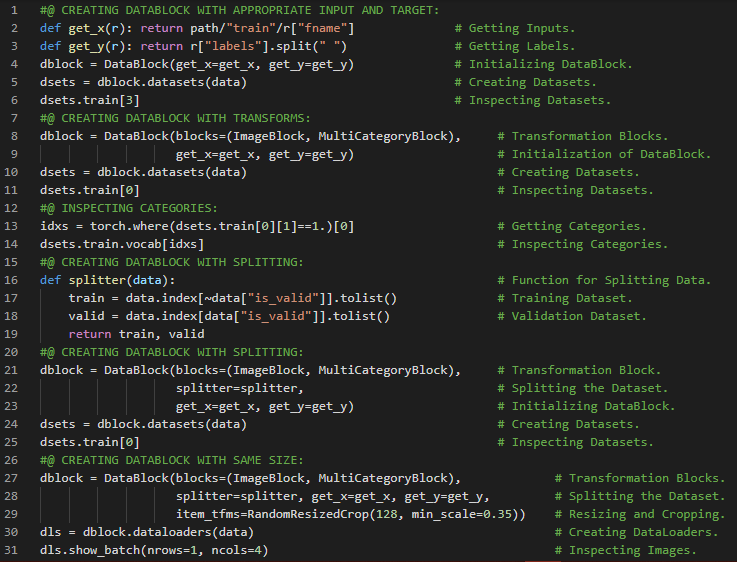 1 #@ CREATING DATABLOCK WITH APPROPRIATE INPUT AND TARGET:
2 def get_x(r): return path/"train"/r["fname"] # Getting Inputs.
3 def get_y(r): return r["labels"].split(" ") # Getting Labels.
4 dblock = DataBlock(get_x=get_x, get_y=get_y) # Initializing DataBlock.
5 dsets = dblock.datasets(data) # Creating Datasets.
6 dsets.train[3] # Inspecting Datasets.
7 #@ CREATING DATABLOCK WITH TRANSFORMS:
8 dblock = DataBlock(blocks=(ImageBlock, MultiCategoryBlock), # Transformation Blocks.
9 get_x=get_x, get_y=get_y) # Initialization of DataBlock.
10 dsets = dblock.datasets(data) # Creating Datasets.
11 dsets.train[0] # Inspecting Datasets.
12 #@ INSPECTING CATEGORIES:
13 idxs = torch.where(dsets.train[0][1]==1.)[0] # Getting Categories.
14 dsets.train.vocab[idxs] # Inspecting Categories.
15 #@ CREATING DATABLOCK WITH SPLITTING:
16 def splitter(data): # Function for Splitting Data.
17 train = data.index[~data["is_valid"]].tolist() # Training Dataset.
18 valid = data.index[data["is_valid"]].tolist() # Validation Dataset.
19 return train, valid
20 #@ CREATING DATABLOCK WITH SPLITTING:
21 dblock = DataBlock(blocks=(ImageBlock, MultiCategoryBlock), # Transformation Block.
22 splitter=splitter, # Splitting the Dataset.
23 get_x=get_x, get_y=get_y) # Initializing DataBlock.
24 dsets = dblock.datasets(data) # Creating Datasets.
25 dsets.train[0] # Inspecting Datasets.
26 #@ CREATING DATABLOCK WITH SAME SIZE:
27 dblock = DataBlock(blocks=(ImageBlock, MultiCategoryBlock), # Transformation Blocks.
28 splitter=splitter, get_x=get_x, get_y=get_y, # Splitting the Dataset.
29 item_tfms=RandomResizedCrop(128, min_scale=0.35)) # Resizing and Cropping.
30 dls = dblock.dataloaders(data) # Creating DataLoaders.
31 dls.show_batch(nrows=1, ncols=4) # Inspecting Images.